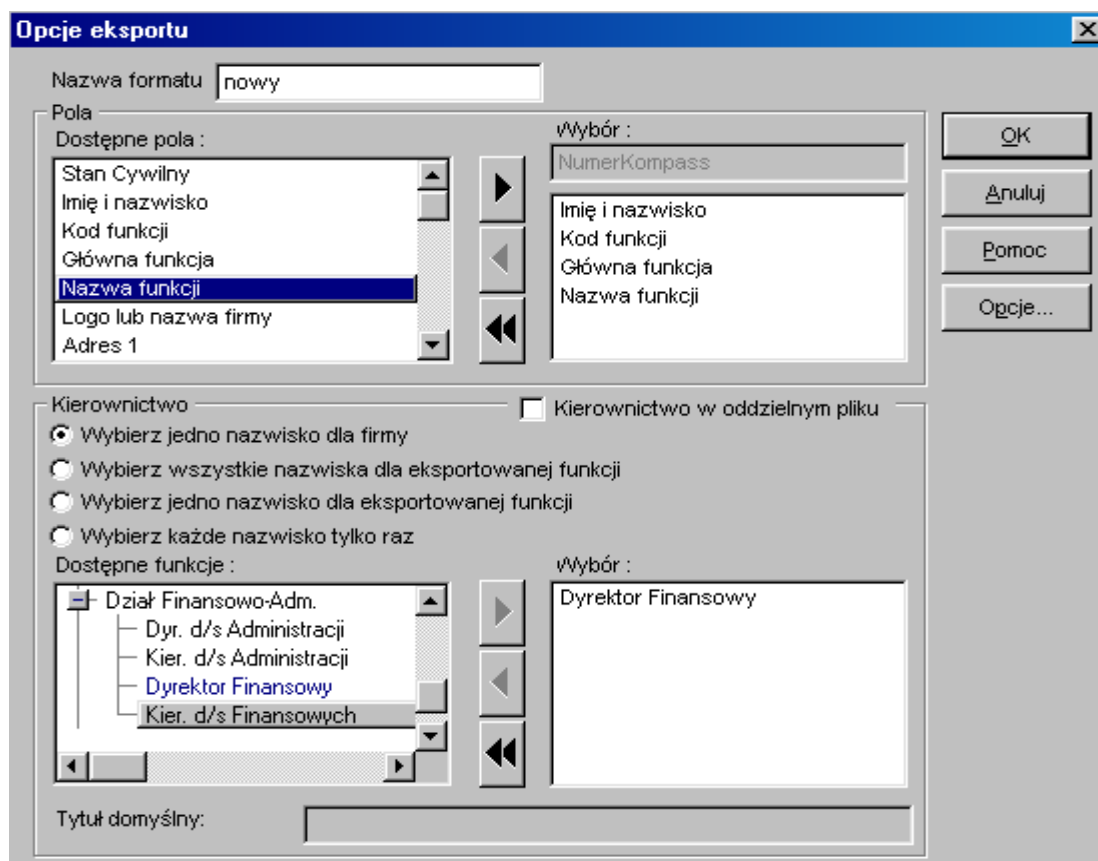 Opcje eksportu
Nazwa formatu nowy
Pola
Dostępne pola :
Stan Cywilny
Imię i nazwisko
Kod funkcji
Główna funkcja
Nazwa funkcji
Logo lub nazwa firmy
Adres 1
Wybór :
NumerKompass
Imię i nazwisko
Kod funkcji
Główna funkcja
Nazwa funkcji
OK
Anuluj
Pomoc
Opcje...
Kierownictwo
Kierownictwo w oddzielnym pliku
Wybierz jedno nazwisko dla firmy
Wybierz wszystkie nazwiska dla eksportowanej funkcji
Wybierz jedno nazwisko dla eksportowanej funkcji
Wybierz każde nazwisko tylko raz
Dostępne funkcje :
Dział Finansowo-Adm.
Dyr. d/s Administracji
Kier. d/s Administracji
Dyrektor Finansowy
Kier. d/s Finansowych
Wybór :
Dyrektor Finansowy
Tytuł domyślny: